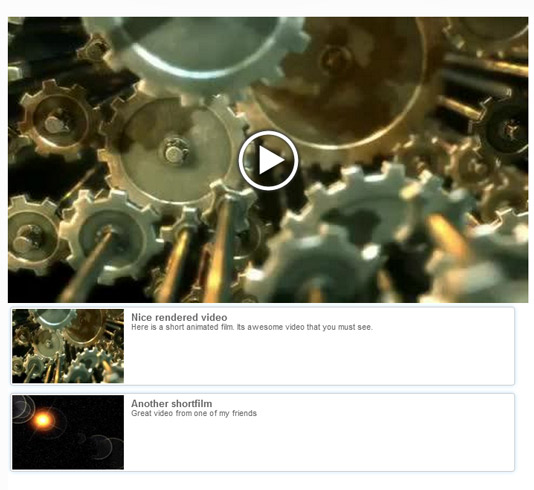 Nice rendered video
Here is a short animated film. Its awesome video that you must see.
Another shortfilm
Great video from one of my friends